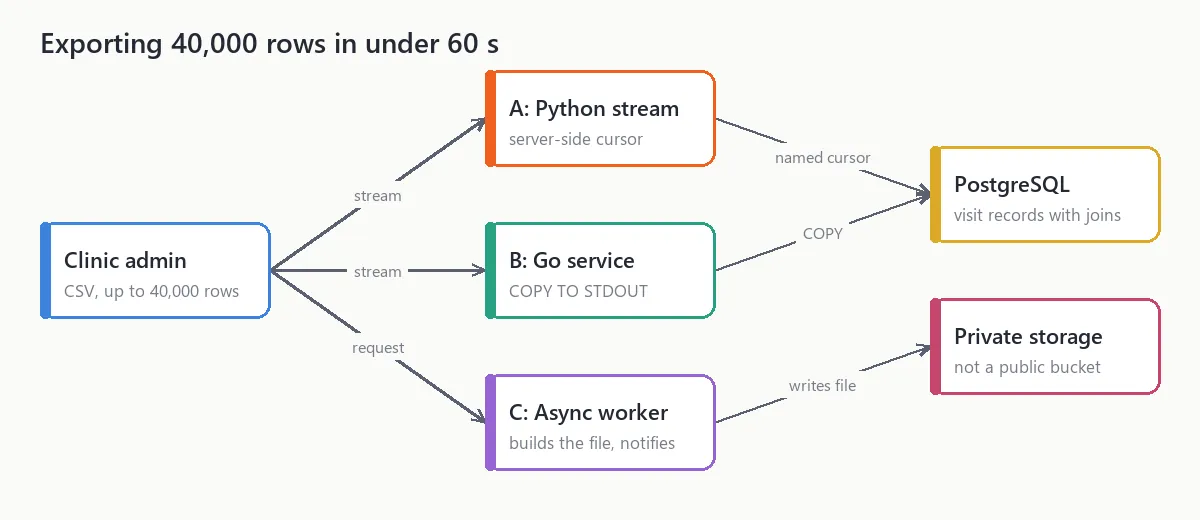 Exporting 40,000 rows in under 60 s
A: Python stream
server-side cursor
named cursor
stream
PostgreSQL
visit records with joins
Clinic admin
CSV, up to 40,000 rows
stream
B: Go service
COPY TO STDOUT
COPY
request
Private storage
not a public bucket
C: Async worker
builds the file, notifies
writes file